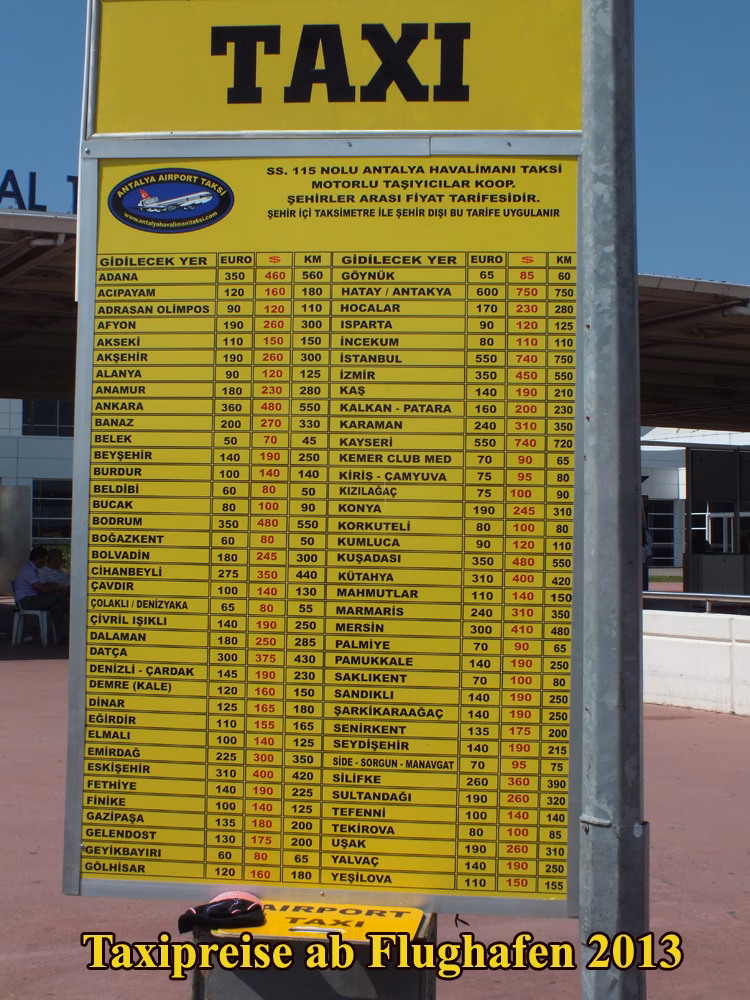 TAXI
AL T
ANTALYA AIRPORT TAKSİ
www.antalyahavalimanitaksi.com
SS. 115 NOLU ANTALYA HAVALİMANI TAKSİ
MOTORLU TAŞIYICILAR KOOP.
ŞEHİRLER ARASI FİYAT TARİFESİDİR.
ŞEHİR İÇİ TAKSİMETRE İLE ŞEHİR DIŞI BU TARİFE UYGULANIR
GİDİLECEK YER EURO $ KM GİDİLECEK YER EURO $ KM
ADANA 350 460 560 GÖYNÜK 65 85 60
ACIPAYAM 120 160 180 HATAY / ANTAKYA 600 750 750
ADRASAN OLİMPOS 90 120 110 HOCALAR 170 230 280
AFYON 190 260 300 ISPARTA 90 120 125
AKSEKİ 110 150 150 İNCEKUM 80 110 110
AKŞEHİR 190 260 300 İSTANBUL 550 740 750
ALANYA 90 120 125 İZMİR 350 450 550
ANAMUR 180 230 280 KAŞ 140 190 210
ANKARA 360 480 550 KALKAN - PATARA 160 200 230
BANAZ 200 270 330 KARAMAN 240 310 350
BELEK 50 70 45 KAYSERİ 550 740 720
BEYŞEHİR 140 190 250 KEMER CLUB MED 70 90 65
BURDUR 100 140 140 KİRİŞ - ÇAMYUVA 75 95 80
BELDİBİ 60 80 50 KIZILAĞAÇ 75 100 90
BUCAK 80 100 90 KONYA 190 245 310
BODRUM 350 480 550 KORKUTELİ 80 100 80
BOĞAZKENT 60 80 50 KUMLUCA 90 120 110
BOLVADİN 180 245 300 KUŞADASI 350 480 550
CİHANBEYLİ 275 350 440 KÜTAHYA 310 400 420
ÇAVDIR 100 140 130 MAHMUTLAR 110 140 150
ÇOLAKLI / DENİZYAKA 65 80 55 MARMARİS 240 310 350
ÇİVRİL IŞIKLI 140 190 250 MERSİN 300 410 480
DALAMAN 180 250 285 PALMİYE 70 90 65
DATÇA 300 375 430 PAMUKKALE 140 190 250
DENİZLİ - ÇARDAK 145 190 230 SAKLIKENT 70 100 80
DEMRE (KALE) 120 160 150 SANDIKLI 140 190 250
DİNAR 125 165 180 ŞARKİKARAAĞAÇ 140 190 250
EĞİRDİR 110 155 165 SENİRKENT 135 175 200
ELMALI 100 140 125 SEYDİŞEHİR 140 190 215
EMİRDAĞ 225 300 350 SİDE - SORGUN - MANAVGAT 70 95 75
ESKİŞEHİR 310 400 420 SİLİFKE 260 360 390
FETHİYE 140 190 225 SULTANDAĞI 190 260 320
FİNİKE 100 140 125 TEFENNİ 100 140 140
GAZİPAŞA 135 180 200 TEKİROVA 80 100 85
GELENDOST 130 175 200 UŞAK 190 260 310
GEYİKBAYIRI 60 80 65 YALVAÇ 140 190 250
GÖLHİSAR 120 160 180 YEŞİLOVA 110 150 155
AIRPORT
TAXI
Taxipreise ab Flughafen 2013